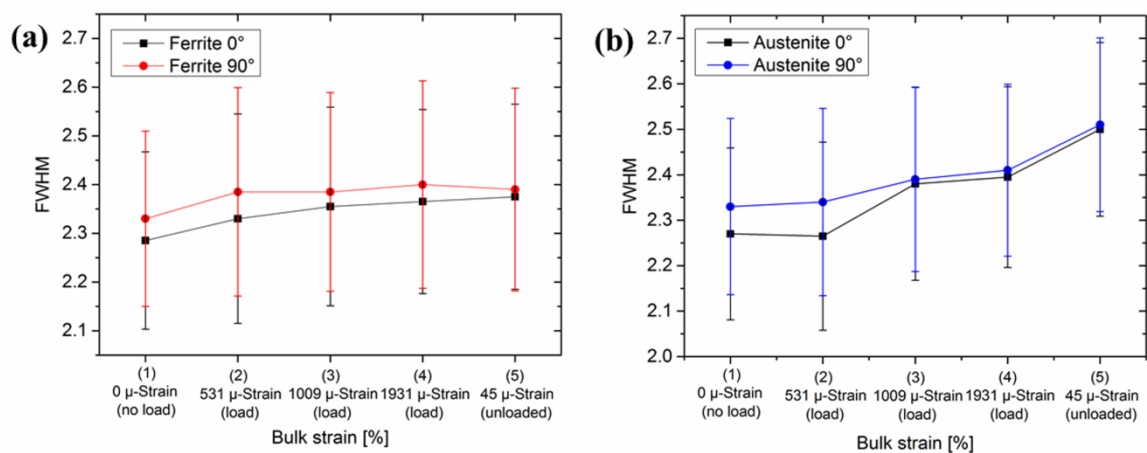 (a)
2.7
2.6
2.5
2.4
2.3
2.2
2.1
FWHM
Ferrite 0°
Ferrite 90°
(1)
0 μ-Strain
(no load)
(2)
531 μ-Strain
(load)
(3)
1009 μ-Strain
(load)
(4)
1931 μ-Strain
(load)
(5)
45 μ-Strain
(unloaded)
Bulk strain [%]
(b)
2.7
2.6
2.5
2.4
2.3
2.2
2.1
2.0
FWHM
Austenite 0°
Austenite 90°
(1)
0 μ-Strain
(no load)
(2)
531 μ-Strain
(load)
(3)
1009 μ-Strain
(load)
(4)
1931 μ-Strain
(load)
(5)
45 μ-Strain
(unloaded)
Bulk strain [%]